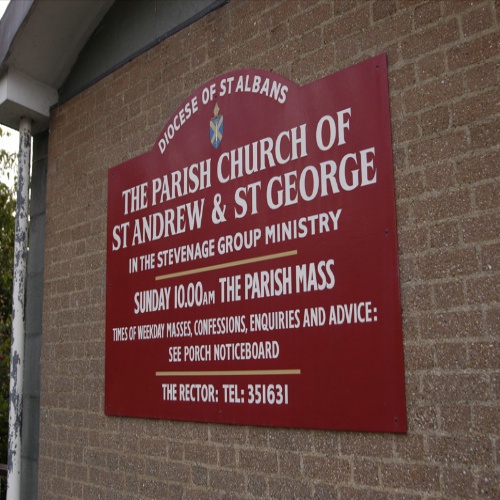 DIOCESE OF ST ALBANS
THE PARISH CHURCH OF
ST ANDREW & ST GEORGE
IN THE STEVENAGE GROUP MINISTRY
SUNDAY 10.00AM THE PARISH MASS
TIMES OF WEEKDAY MASSES, CONFESSIONS, ENQUIRIES AND ADVICE:
SEE PORCH NOTICEBOARD
THE RECTOR: TEL: 351631